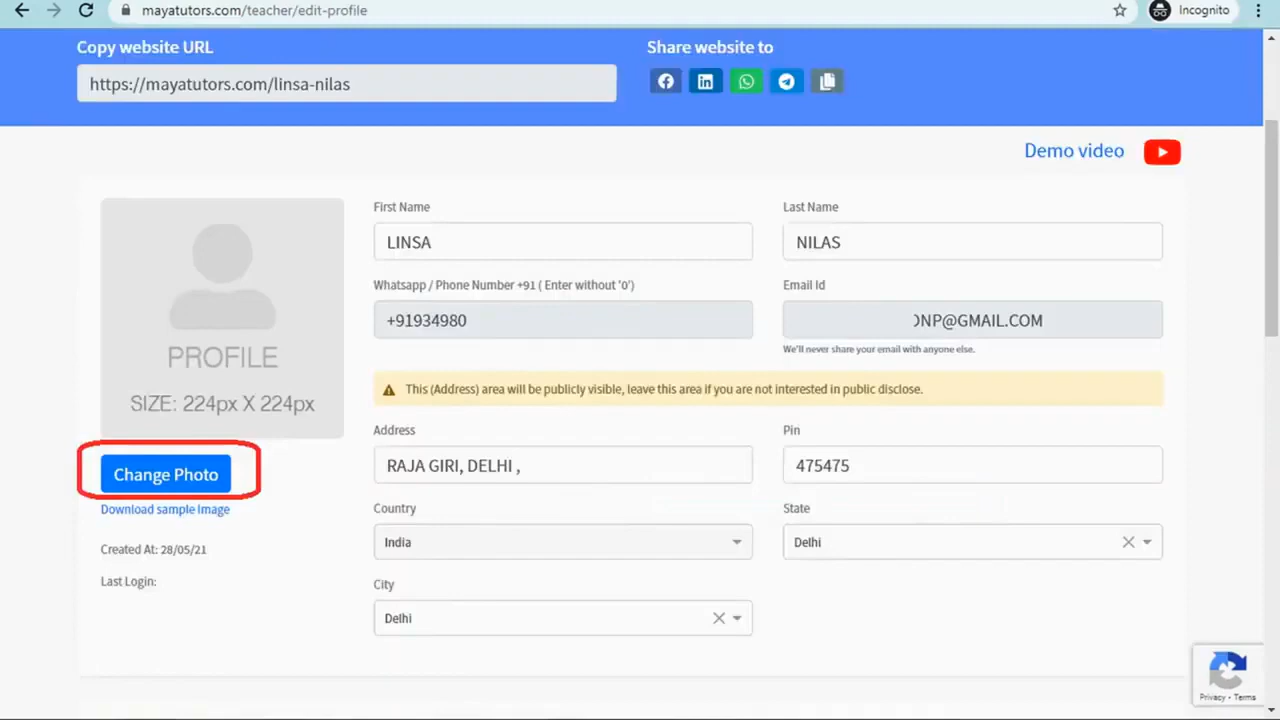 mayatutors.com/teacher/edit-profile
Incognito
Copy website URL
Share website to
https://mayatutors.com/linsa-nilas
Demo video
PROFILE
SIZE: 224px X 224px
Change Photo
Download sample Image
Created At: 28/05/21
Last Login:
First Name
Last Name
LINSA
NILAS
Whatsapp / Phone Number +91 ( Enter without '0')
Email Id
+91934980
NP@GMAIL.COM
We'll never share your email with anyone else.
This (Address) area will be publicly visible, leave this area if you are not interested in public disclose.
Address
Pin
RAJA GIRI, DELHI ,
475475
Country
State
India
Delhi
City
Delhi
Privacy - Terms